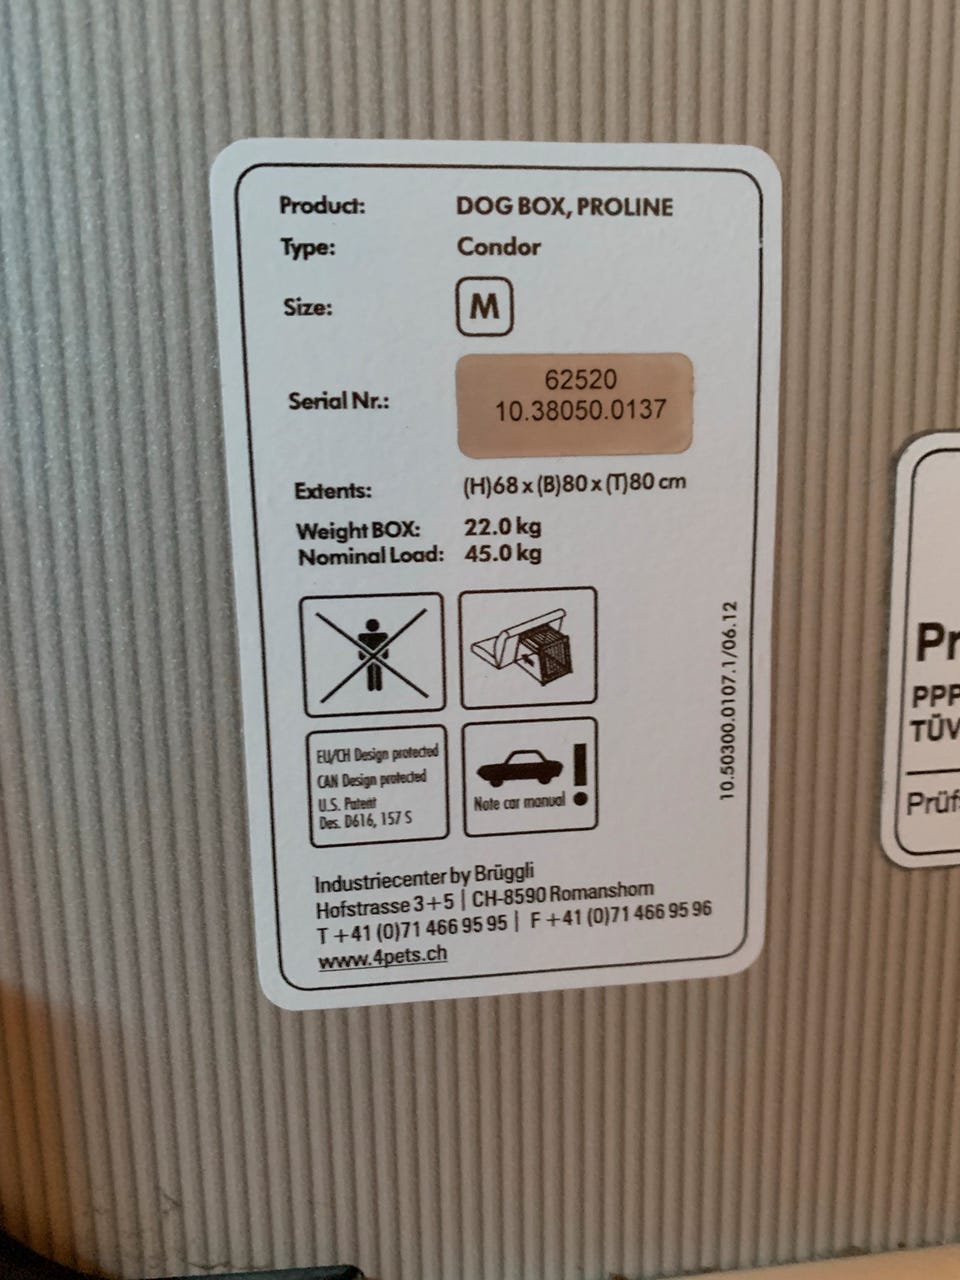 Product: DOG BOX, PROLINE
Type: Condor
Size: M
Serial Nr.: 62520
10.38050.0137
Extents: (H)68 x (B)80 x (T)80 cm
Weight BOX: 22.0 kg
Nominal Load: 45.0 kg
EU/CH Design protected
CAN Design protected
U.S. Patent
Des. D616, 157 S
Note car manual !
10.50300.0107.1/06.12
Industriecenter by Brüggli
Hofstrasse 3+5 | CH-8590 Romanshorn
T +41 (0)71 466 95 95 | F +41 (0)71 466 95 96
www.4pets.ch
Pr
PPP
TÜV
Prüf